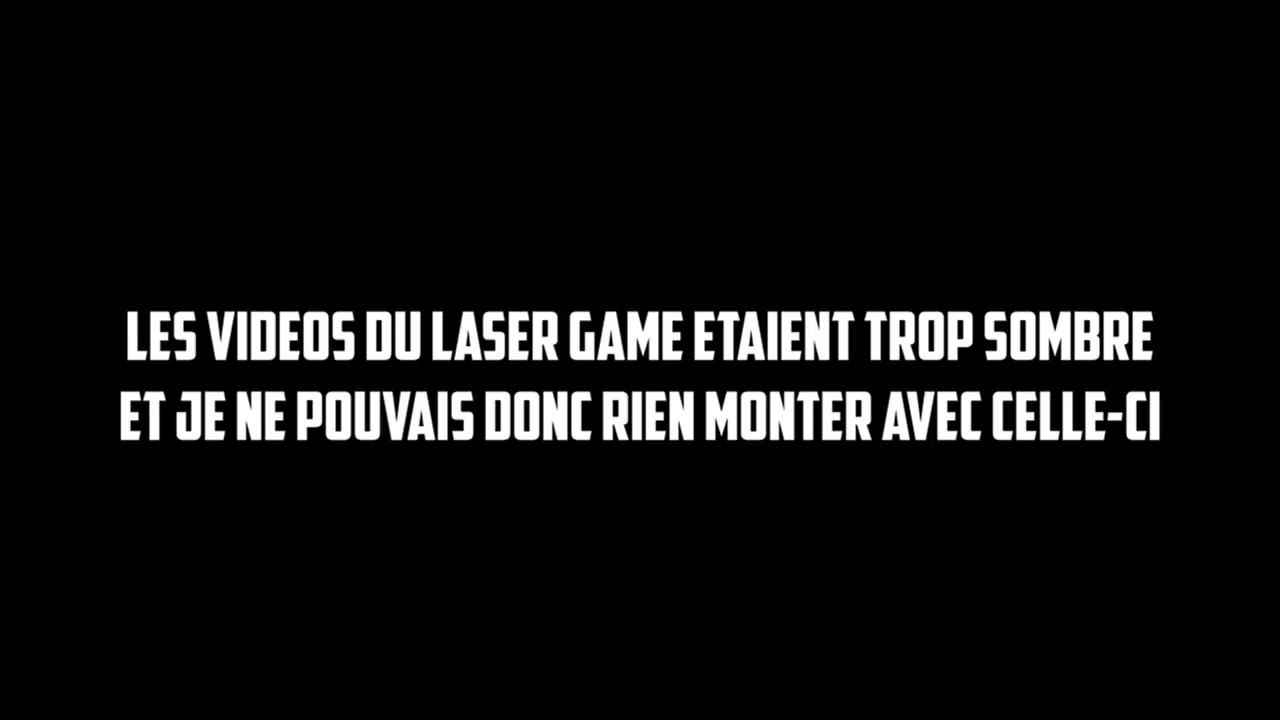 LES VIDEOS DU LASER GAME ETAIENT TROP SOMBRE
ET JE NE POUVAIS DONC RIEN MONTER AVEC CELLE-CI